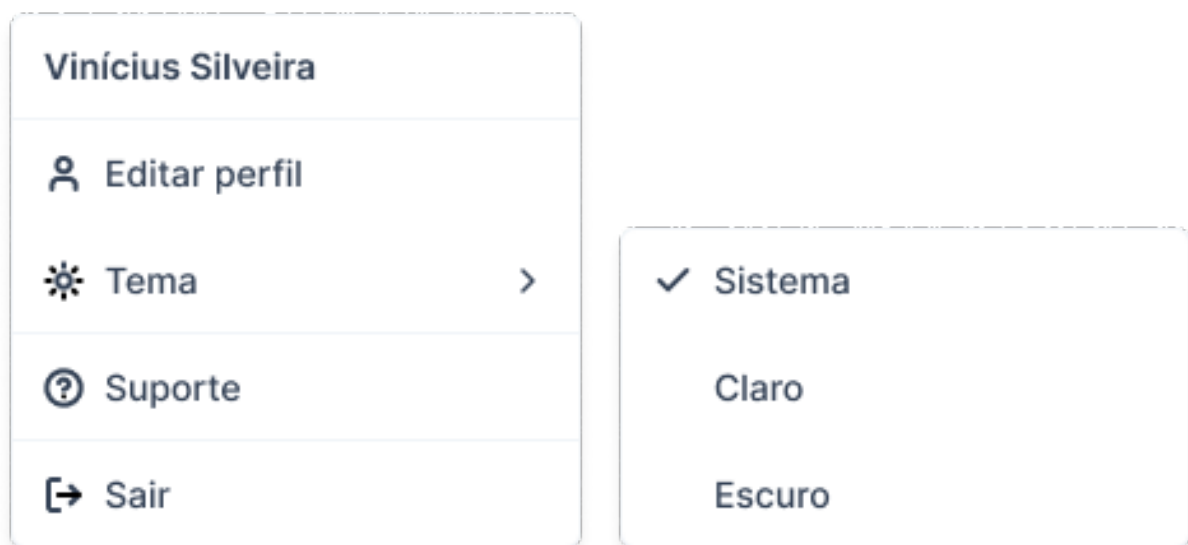 Vinícius Silveira
Editar perfil
Tema
Suporte
Sair
Sistema
Claro
Escuro